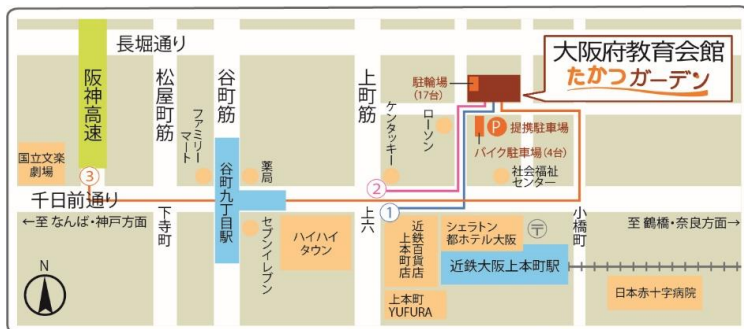 長堀通り
阪神高速
松屋町筋
谷町筋
上町筋
大阪府教育会館
たかつガーデン
駐輪場
(17台)
ファミリー
マート
ケンタッキー
ローソン
P 提携駐車場
バイク駐車場(4台)
国立文楽
劇場
③
谷町九丁目駅
薬局
②
社会福祉
センター
千日前通り
①
←至 なんば・神戸方面
下寺町
セブンイレブン
ハイハイ
タウン
上六
近鉄百貨店
上本町店
シェラトン
都ホテル大阪
〒
小橋町
至 鶴橋・奈良方面→
近鉄大阪上本町駅
N
上本町
YUFURA
日本赤十字病院